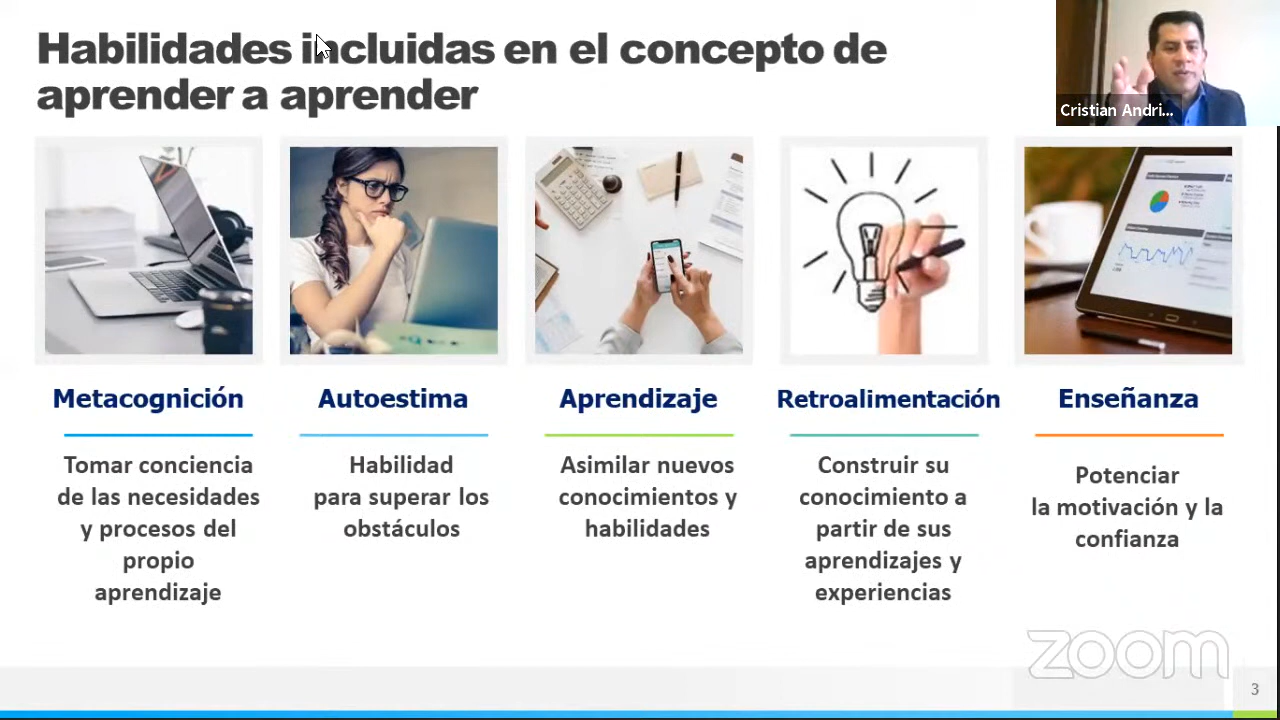 Habilidades incluidas en el concepto de
aprender a aprender
Cristian Andri...
Metacognición
Tomar conciencia
de las necesidades
y procesos del
propio
aprendizaje
Autoestima
Habilidad
para superar los
obstáculos
Aprendizaje
Asimilar nuevos
conocimientos y
habilidades
Retroalimentación
Construir su
conocimiento a
partir de sus
aprendizajes y
experiencias
Enseñanza
Potenciar
la motivación y la
confianza
zoom
3